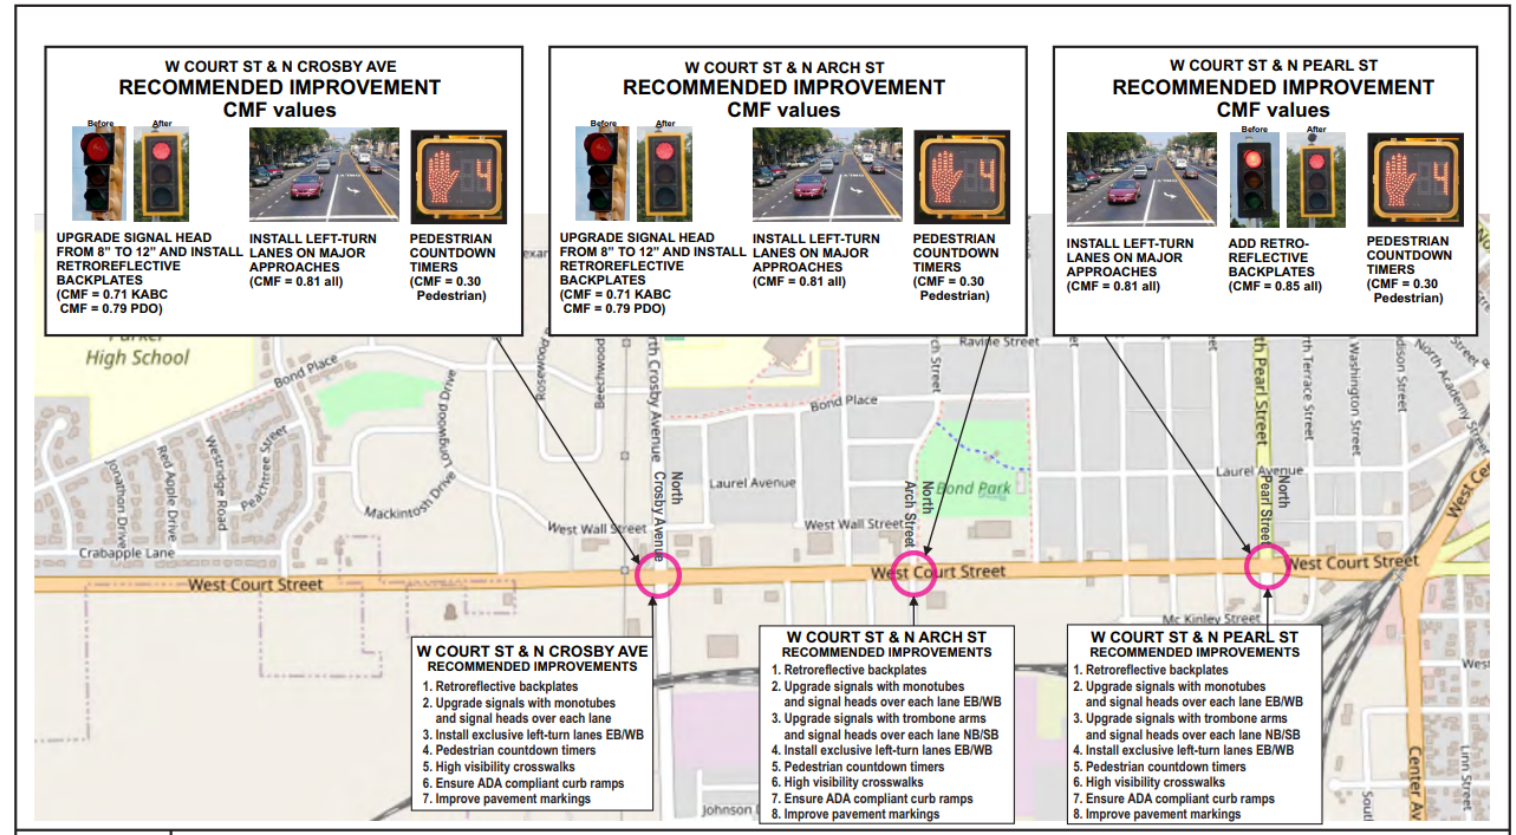 W COURT ST & N CROSBY AVE
RECOMMENDED IMPROVEMENT
CMF values
Before
After
4
UPGRADE SIGNAL HEAD
FROM 8" TO 12" AND INSTALL
RETROREFLECTIVE
BACKPLATES
(CMF = 0.71 KABC
CMF = 0.79 PDO)
INSTALL LEFT-TURN
LANES ON MAJOR
APPROACHES
(CMF = 0.81 all)
PEDESTRIAN
COUNTDOWN
TIMERS
(CMF = 0.30
Pedestrian)
W COURT ST & N ARCH ST
RECOMMENDED IMPROVEMENT
CMF values
Before
After
4
UPGRADE SIGNAL HEAD
FROM 8" TO 12" AND INSTALL
RETROREFLECTIVE
BACKPLATES
(CMF = 0.71 KABC
CMF = 0.79 PDO)
INSTALL LEFT-TURN
LANES ON MAJOR
APPROACHES
(CMF = 0.81 all)
PEDESTRIAN
COUNTDOWN
TIMERS
(CMF = 0.30
Pedestrian)
W COURT ST & N PEARL ST
RECOMMENDED IMPROVEMENT
CMF values
Before
After
4
INSTALL LEFT-TURN
LANES ON MAJOR
APPROACHES
(CMF = 0.81 all)
ADD RETRO-
REFLECTIVE
BACKPLATES
(CMF = 0.85 all)
PEDESTRIAN
COUNTDOWN
TIMERS
(CMF = 0.30
Pedestrian)
High School
Bond Place
Longwood Drive
Rosewood
Beechwood
rth Crosby Avenue
North
Crosby Avenue
Ravine Street
rch Street
Bond Place
North
Arch Street
Bond Park
th Pearl Street
North
Pearl Street
rth Terrace Street
Washington Street
dison Street
North Academy Street
Street
Laurel Avenue
Laurel Avenue
Jonathon Drive
Red Apple Drive
Westridge Road
Peachtree Street
Mackintosh Drive
Crabapple Lane
West Wall Street
West Wall Street
West Cen
West Court Street
West Court Street
West Court Street
Mc Kinley Street
West
Center Av
Linn Street
Sout
Johnson
W COURT ST & N CROSBY AVE
RECOMMENDED IMPROVEMENTS
1. Retroreflective backplates
2. Upgrade signals with monotubes
and signal heads over each lane
3. Install exclusive left-turn lanes EB/WB
4. Pedestrian countdown timers
5. High visibility crosswalks
6. Ensure ADA compliant curb ramps
7. Improve pavement markings
W COURT ST & N ARCH ST
RECOMMENDED IMPROVEMENTS
1. Retroreflective backplates
2. Upgrade signals with monotubes
and signal heads over each lane EB/WB
3. Upgrade signals with trombone arms
and signal heads over each lane NB/SB
4. Install exclusive left-turn lanes EB/WB
5. Pedestrian countdown timers
6. High visibility crosswalks
7. Ensure ADA compliant curb ramps
8. Improve pavement markings
W COURT ST & N PEARL ST
RECOMMENDED IMPROVEMENTS
1. Retroreflective backplates
2. Upgrade signals with monotubes
and signal heads over each lane EB/WB
3. Upgrade signals with trombone arms
and signal heads over each lane NB/SB
4. Install exclusive left-turn lanes EB/WB
5. Pedestrian countdown timers
6. High visibility crosswalks
7. Ensure ADA compliant curb ramps
8. Improve pavement markings